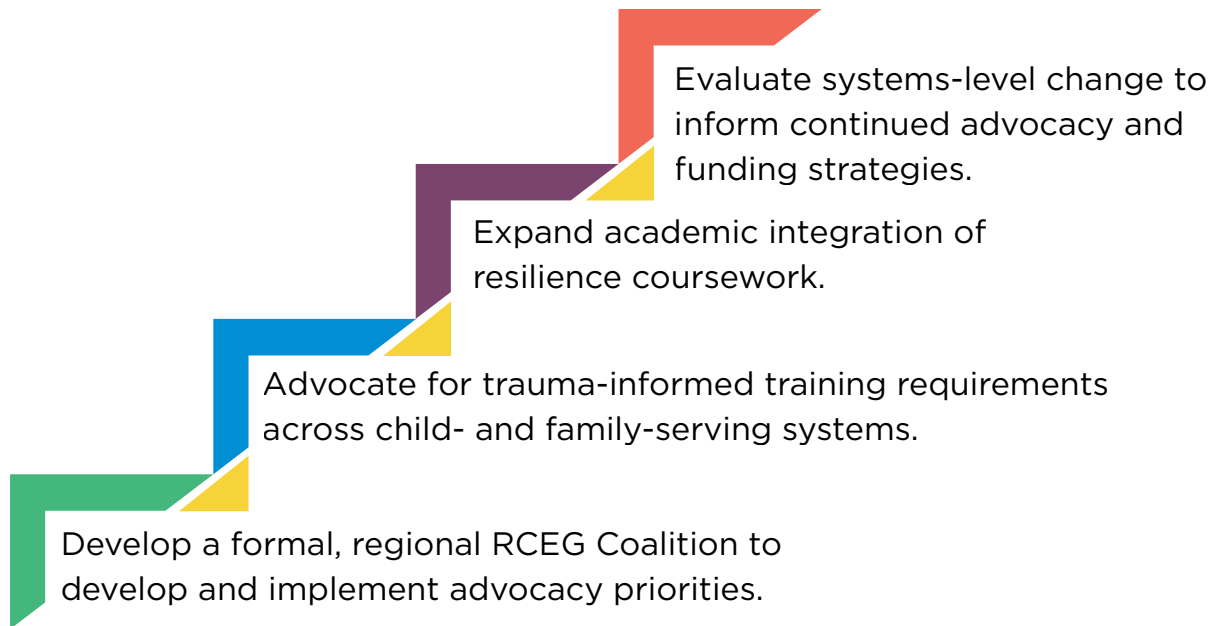 Evaluate systems-level change to
inform continued advocacy and
funding strategies.
Expand academic integration of
resilience coursework.
Advocate for trauma-informed training requirements
across child- and family-serving systems.
Develop a formal, regional RCEG Coalition to
develop and implement advocacy priorities.